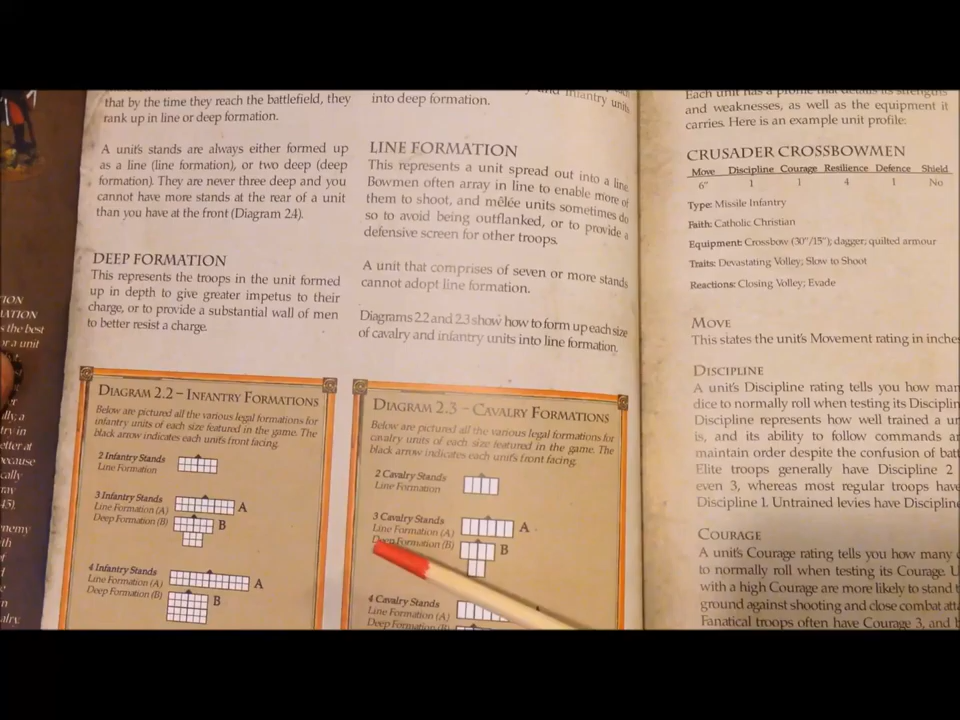 that by the time they reach the battlefield, they
rank up in line or deep formation.
A unit's stands are always either formed up
as a line (line formation), or two deep (deep
formation). They are never three deep and you
cannot have more stands at the rear of a unit
than you have at the front (Diagram 2.4).
DEEP FORMATION
This represents the troops in the unit formed
up in depth to give greater impetus to their
charge, or to provide a substantial wall of men
to better resist a charge.
DIAGRAM 2.2 – INFANTRY FORMATIONS
Below are pictured all the various legal formations for
infantry units of each size featured in the game. The
black arrow indicates each unit's front facing.
2 Infantry Stands
Line Formation
3 Infantry Stands
Line Formation (A)
Deep Formation (B)
A
B
4 Infantry Stands
Line Formation (A)
Deep Formation (B)
A
B
and infantry units
into deep formation.
LINE FORMATION
This represents a unit spread out into a line
Bowmen often array in line to enable more of
them to shoot, and mêlée units sometimes do
so to avoid being outflanked, or to provide a
defensive screen for other troops.
A unit that comprises of seven or more stands
cannot adopt line formation.
Diagrams 2.2 and 2.3 show how to form up each size
of cavalry and infantry units into line formation.
DIAGRAM 2.3 – CAVALRY FORMATIONS
Below are pictured all the various legal formations for
cavalry units of each size featured in the game. The
black arrow indicates each unit's front facing.
2 Cavalry Stands
Line Formation
3 Cavalry Stands
Line Formation (A)
Deep Formation (B)
A
B
4 Cavalry Stands
Line Formation (A)
Deep Formation (B)
Each unit has a profile that details its strengths
and weaknesses, as well as the equipment it
carries. Here is an example unit profile:
CRUSADER CROSSBOWMEN
Move Discipline Courage Resilience Defence Shield
6" 1 1 4 1 No
Type: Missile Infantry
Faith: Catholic Christian
Equipment: Crossbow (30"/15"); dagger; quilted armour
Traits: Devastating Volley; Slow to Shoot
Reactions: Closing Volley; Evade
MOVE
This states the unit's Movement rating in inche
DISCIPLINE
A unit's Discipline rating tells you how man
dice to normally roll when testing its Disciplin
Discipline represents how well trained a un
is, and its ability to follow commands a
maintain order despite the confusion of batt
Elite troops generally have Discipline 2
even 3, whereas most regular troops have
Discipline 1. Untrained levies have Disciplin
COURAGE
A unit's Courage rating tells you how many
to normally roll when testing its Courage. U
with a high Courage are more likely to stand
ground against shooting and close combat atta
Fanatical troops often have Courage 3, and